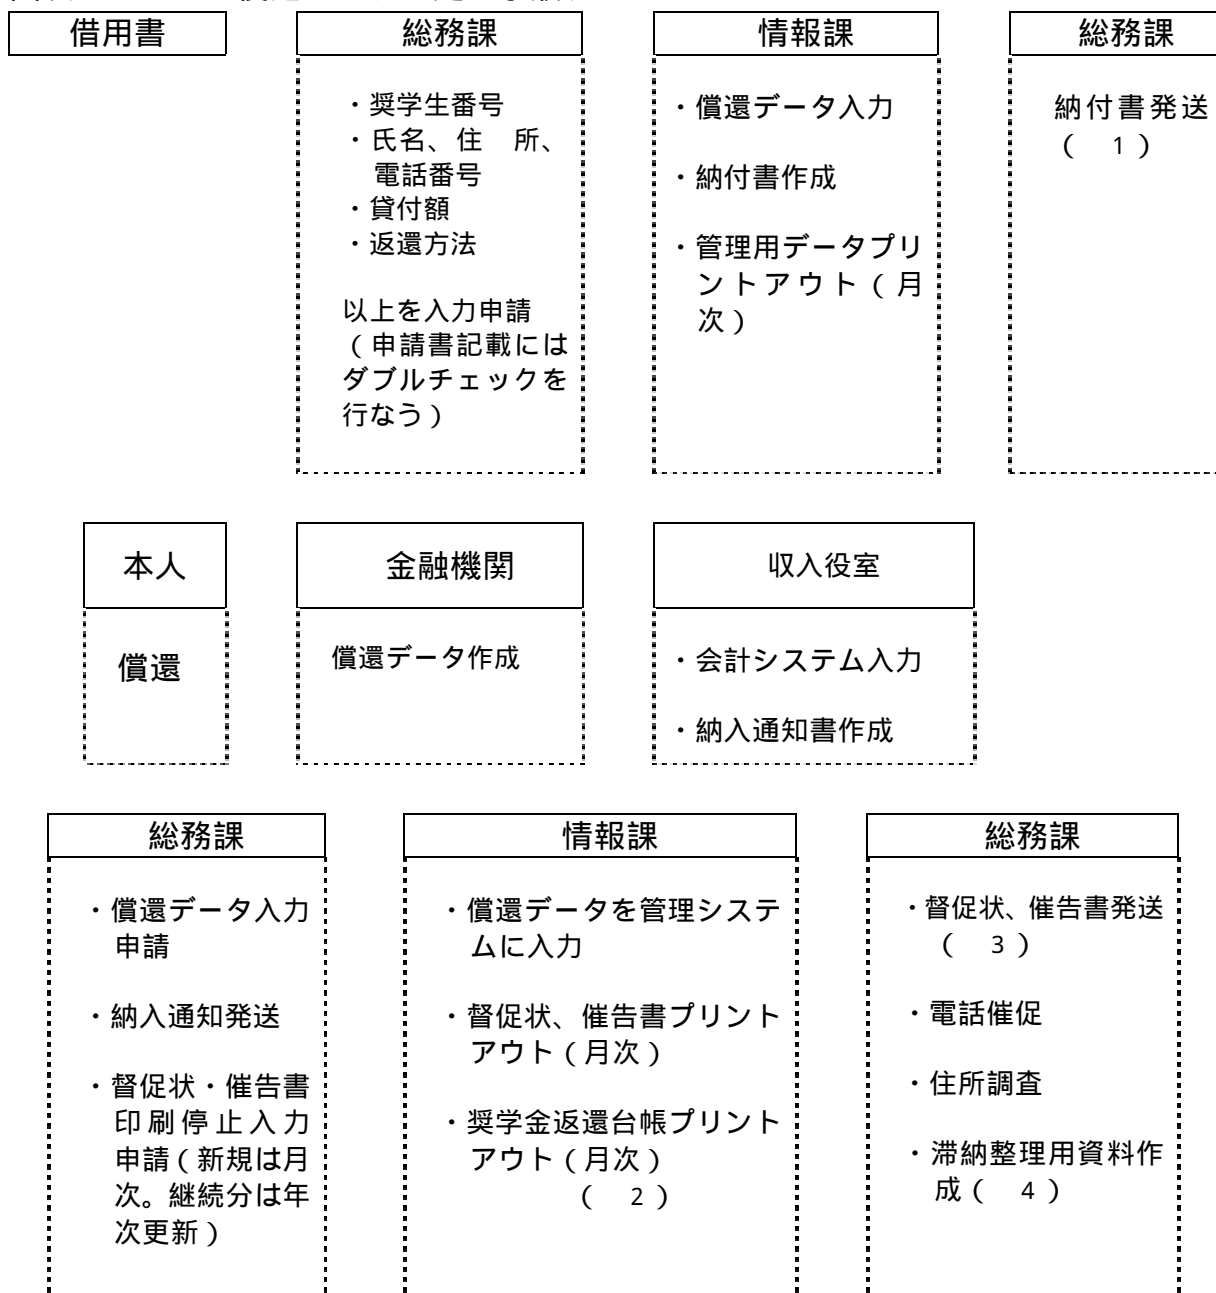 借用書
総務課
・奨学生番号
・氏名、住　所、
電話番号
・貸付額
・返還方法
以上を入力申請
（申請書記載には
ダブルチェックを
行なう）
情報課
・償還データ入力
・納付書作成
・管理用データプリ
ントアウト（月
次）
総務課
納付書発送
（　1）
本人
償還
金融機関
償還データ作成
収入役室
・会計システム入力
・納入通知書作成
総務課
・償還データ入力
申請
・納入通知発送
・督促状・催告書
印刷停止入力
申請（新規は月
次。継続分は年
次更新）
情報課
・償還データを管理システ
ムに入力
・督促状、催告書プリント
アウト（月次）
・奨学金返還台帳プリント
アウト（月次）
（　2）
総務課
・督促状、催告書発送
（　3）
・電話催促
・住所調査
・滞納整理用資料作
成（　4）